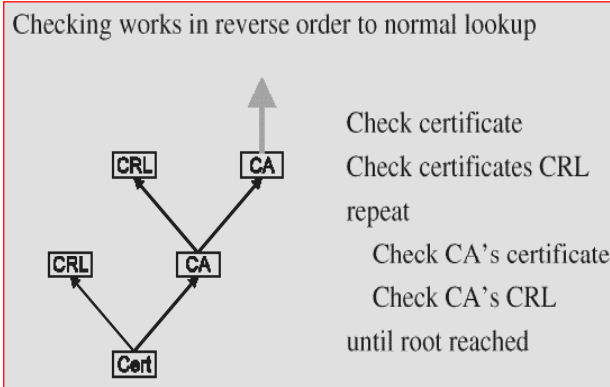 Checking works in reverse order to normal lookup
Check certificate
CRL CA
Check certificates CRL
repeat
Check CA's certificate
CRL CA
Check CA's CRL
until root reached
Cert